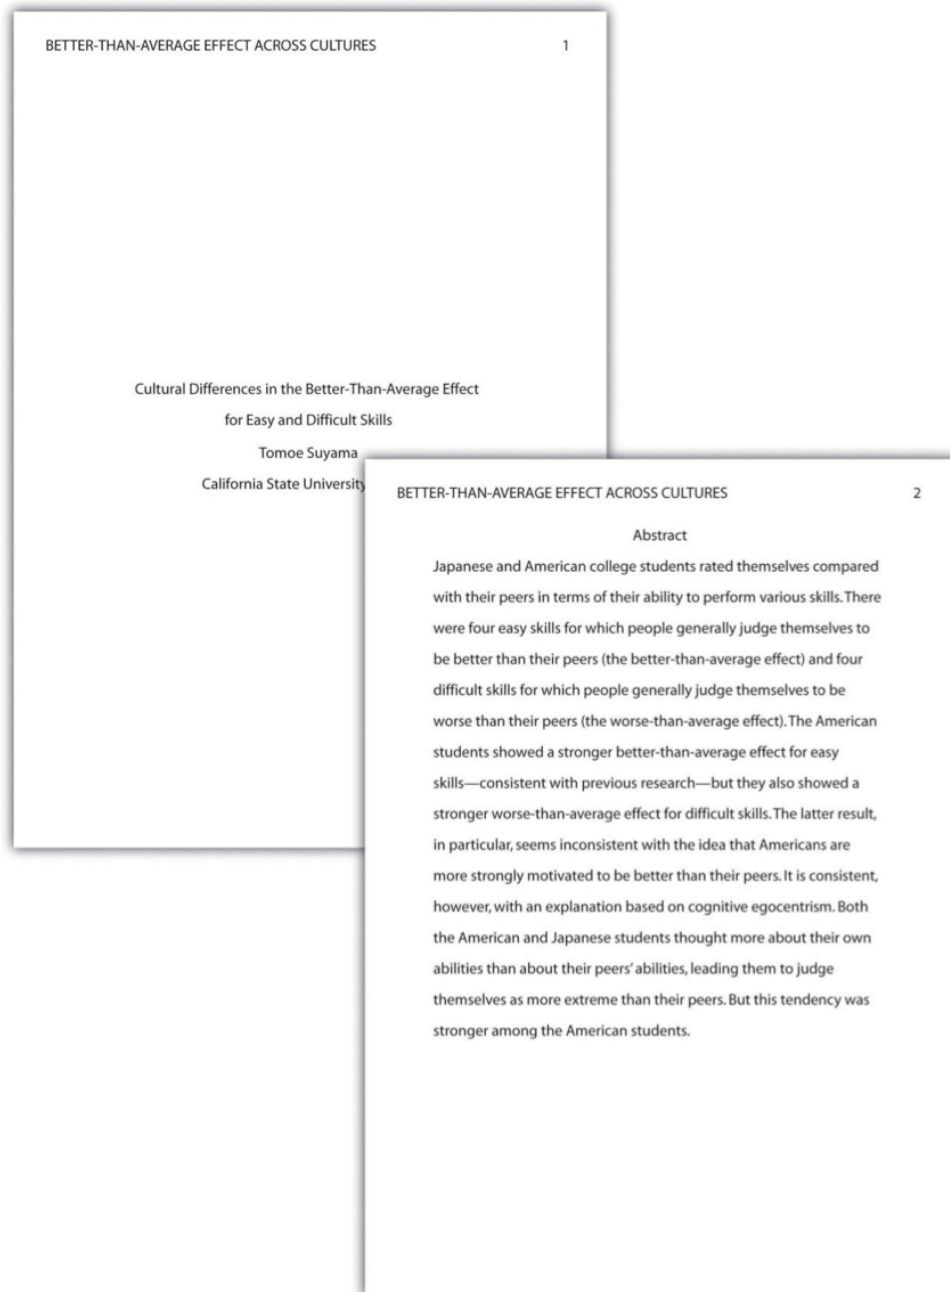 BETTER-THAN-AVERAGE EFFECT ACROSS CULTURES 1
Cultural Differences in the Better-Than-Average Effect
for Easy and Difficult Skills
Tomoe Suyama
California State University
BETTER-THAN-AVERAGE EFFECT ACROSS CULTURES 2
Abstract
Japanese and American college students rated themselves compared
with their peers in terms of their ability to perform various skills. There
were four easy skills for which people generally judge themselves to
be better than their peers (the better-than-average effect) and four
difficult skills for which people generally judge themselves to be
worse than their peers (the worse-than-average effect). The American
students showed a stronger better-than-average effect for easy
skills—consistent with previous research—but they also showed a
stronger worse-than-average effect for difficult skills. The latter result,
in particular, seems inconsistent with the idea that Americans are
more strongly motivated to be better than their peers. It is consistent,
however, with an explanation based on cognitive egocentrism. Both
the American and Japanese students thought more about their own
abilities than about their peers' abilities, leading them to judge
themselves as more extreme than their peers. But this tendency was
stronger among the American students.